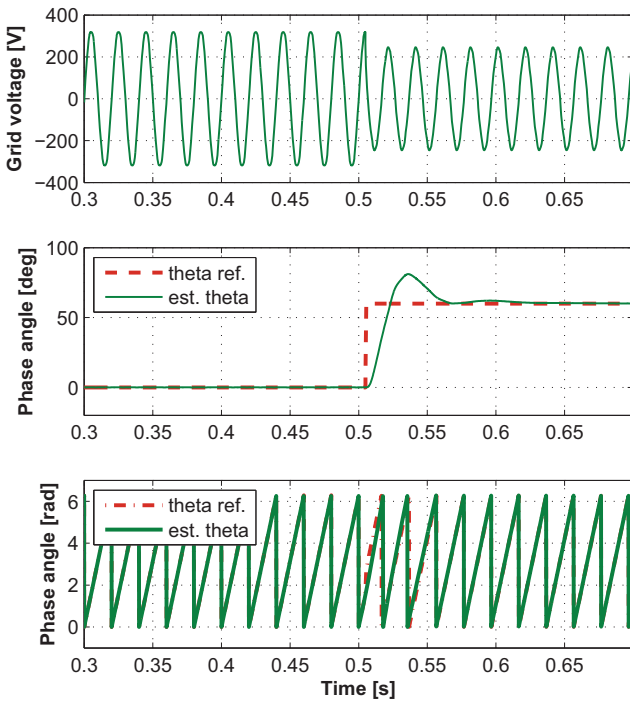 Grid voltage [V]
400
200
0
−200
−400
0.3 0.35 0.4 0.45 0.5 0.55 0.6 0.65
Phase angle [deg]
100
50
0
theta ref.
est. theta
0.3 0.35 0.4 0.45 0.5 0.55 0.6 0.65
Phase angle [rad]
6
4
2
0
theta ref.
est. theta
0.3 0.35 0.4 0.45 0.5 0.55 0.6 0.65
Time [s]